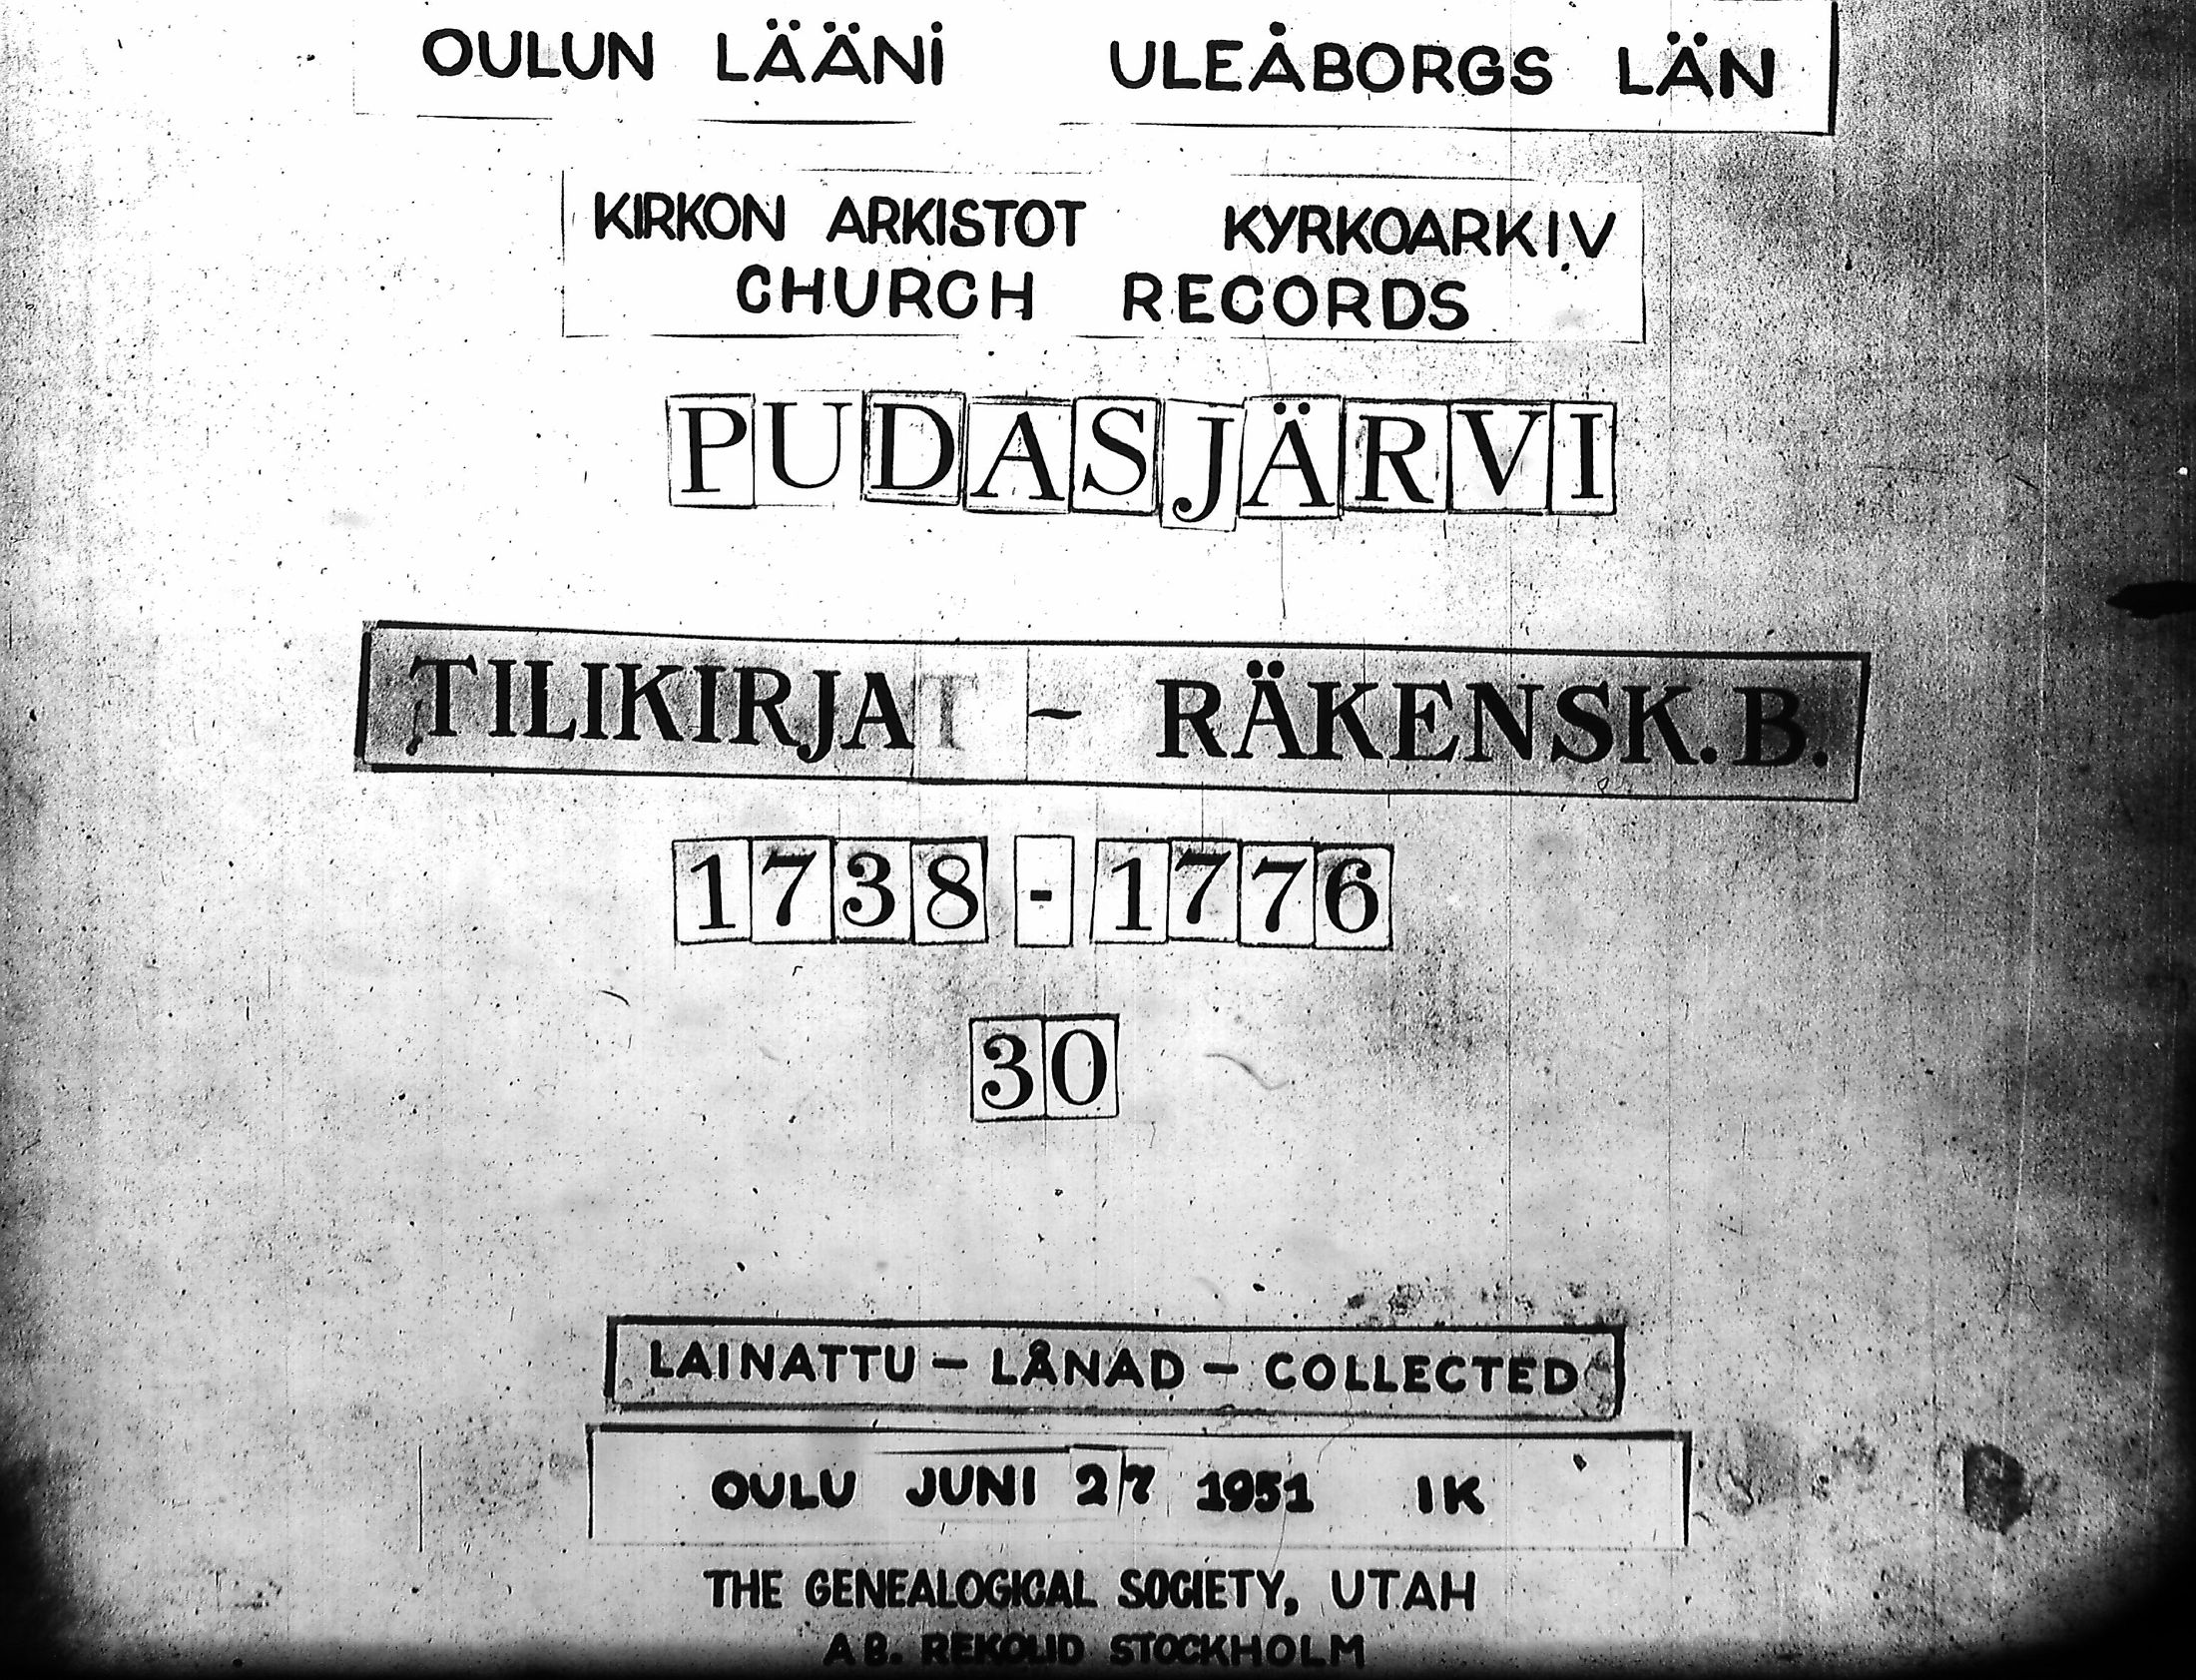 OULUN LÄÄNI ULEÅBORGS LÄN
KIRKON ARKISTOT KYRKOARKIV
CHURCH RECORDS
PUDASJÄRVI
TILIKIRJAT - RÄKENSK. B.
1738 - 1776
30
LAINATTU - LÅNAD - COLLECTED
OULU JUNI 27 1951 IK
THE GENEALOGICAL SOCIETY, UTAH
AB. REKOLID STOCKHOLM